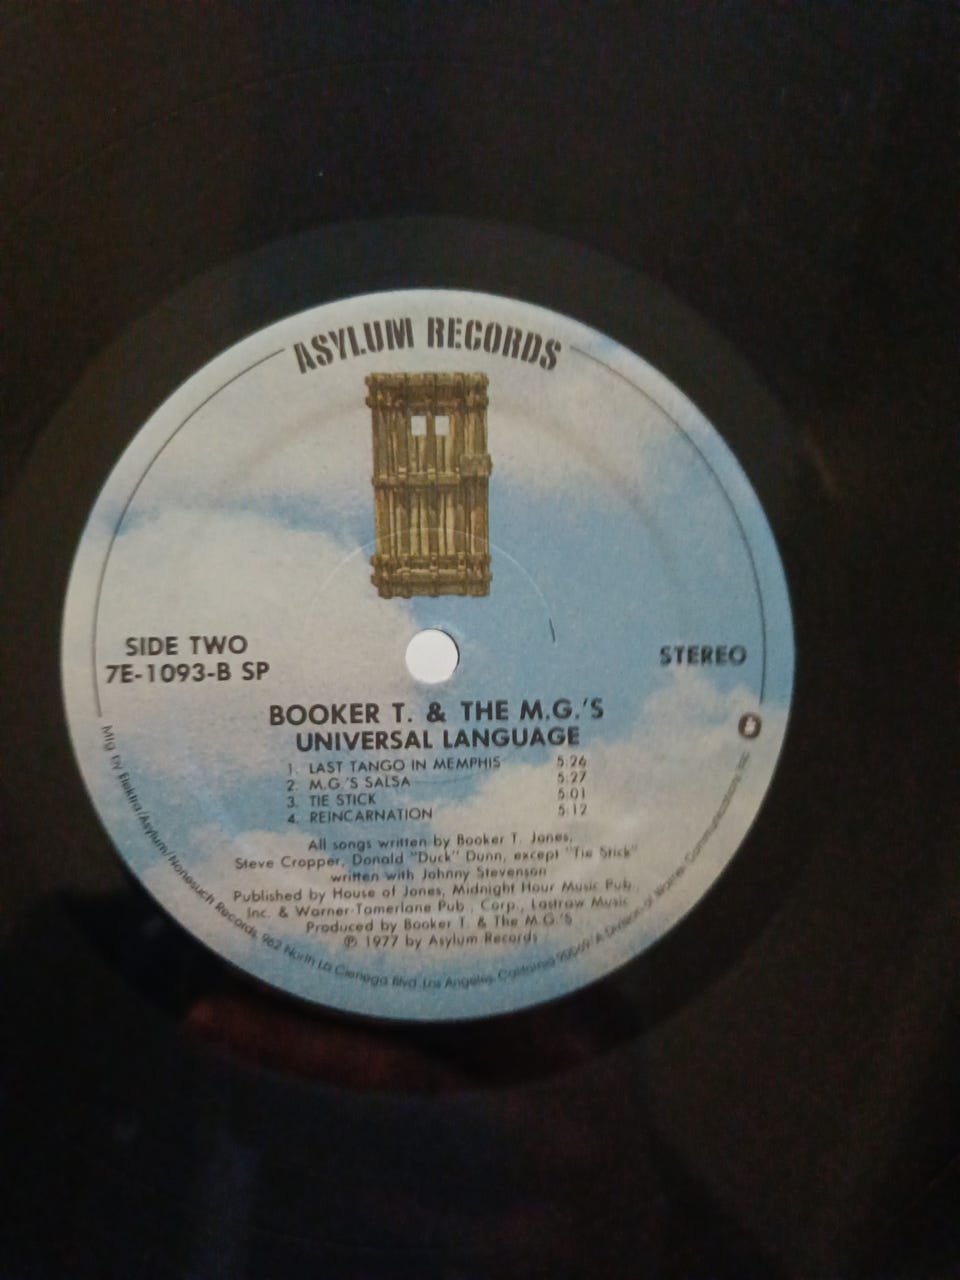 ASYLUM RECORDS
SIDE TWO
7E-1093-B SP
STEREO
BOOKER T. & THE M.G.'S
UNIVERSAL LANGUAGE
1. LAST TANGO IN MEMPHIS 5:26
2. M.G.'S SALSA 5:27
3. TIE STICK 5:01
4. REINCARNATION 5:12
All songs written by Booker T. Jones,
Steve Cropper, Donald "Duck" Dunn, except "Tie Stick"
written with Johnny Stevenson
Published by House of Jones, Midnight Hour Music Pub.,
Inc. & Warner-Tamerlane Pub., Corp., Lastraw Music
Produced by Booker T. & The M.G.'S
℗ 1977 by Asylum Records
Mfg by Elektra/Asylum/Nonesuch Records, 962 North La Cienega Blvd. Los Angeles, California 90069 A Division of Warner Communications, Inc.